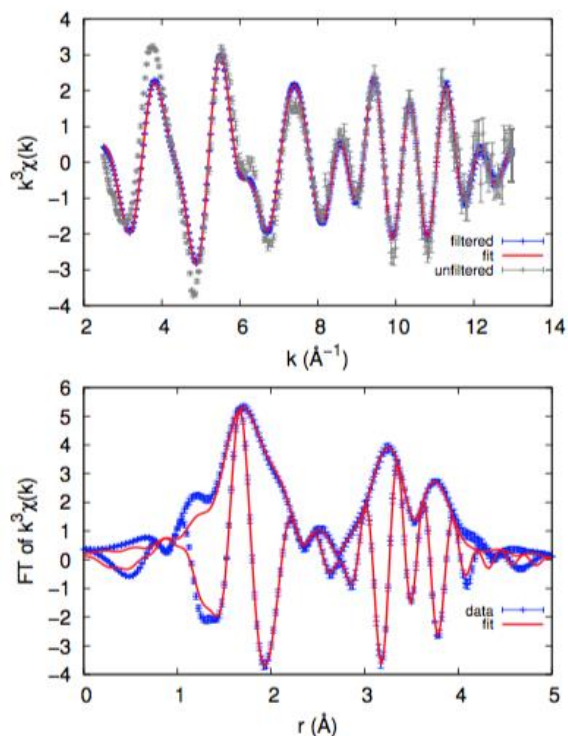 4
3
2
1
0
-1
-2
-3
-4
k³χ(k)
filtered
fit
unfiltered
2 4 6 8 10 12 14
k (Å⁻¹)
6
5
4
3
2
1
0
-1
-2
-3
-4
FT of k³χ(k)
data
fit
0 1 2 3 4 5
r (Å)